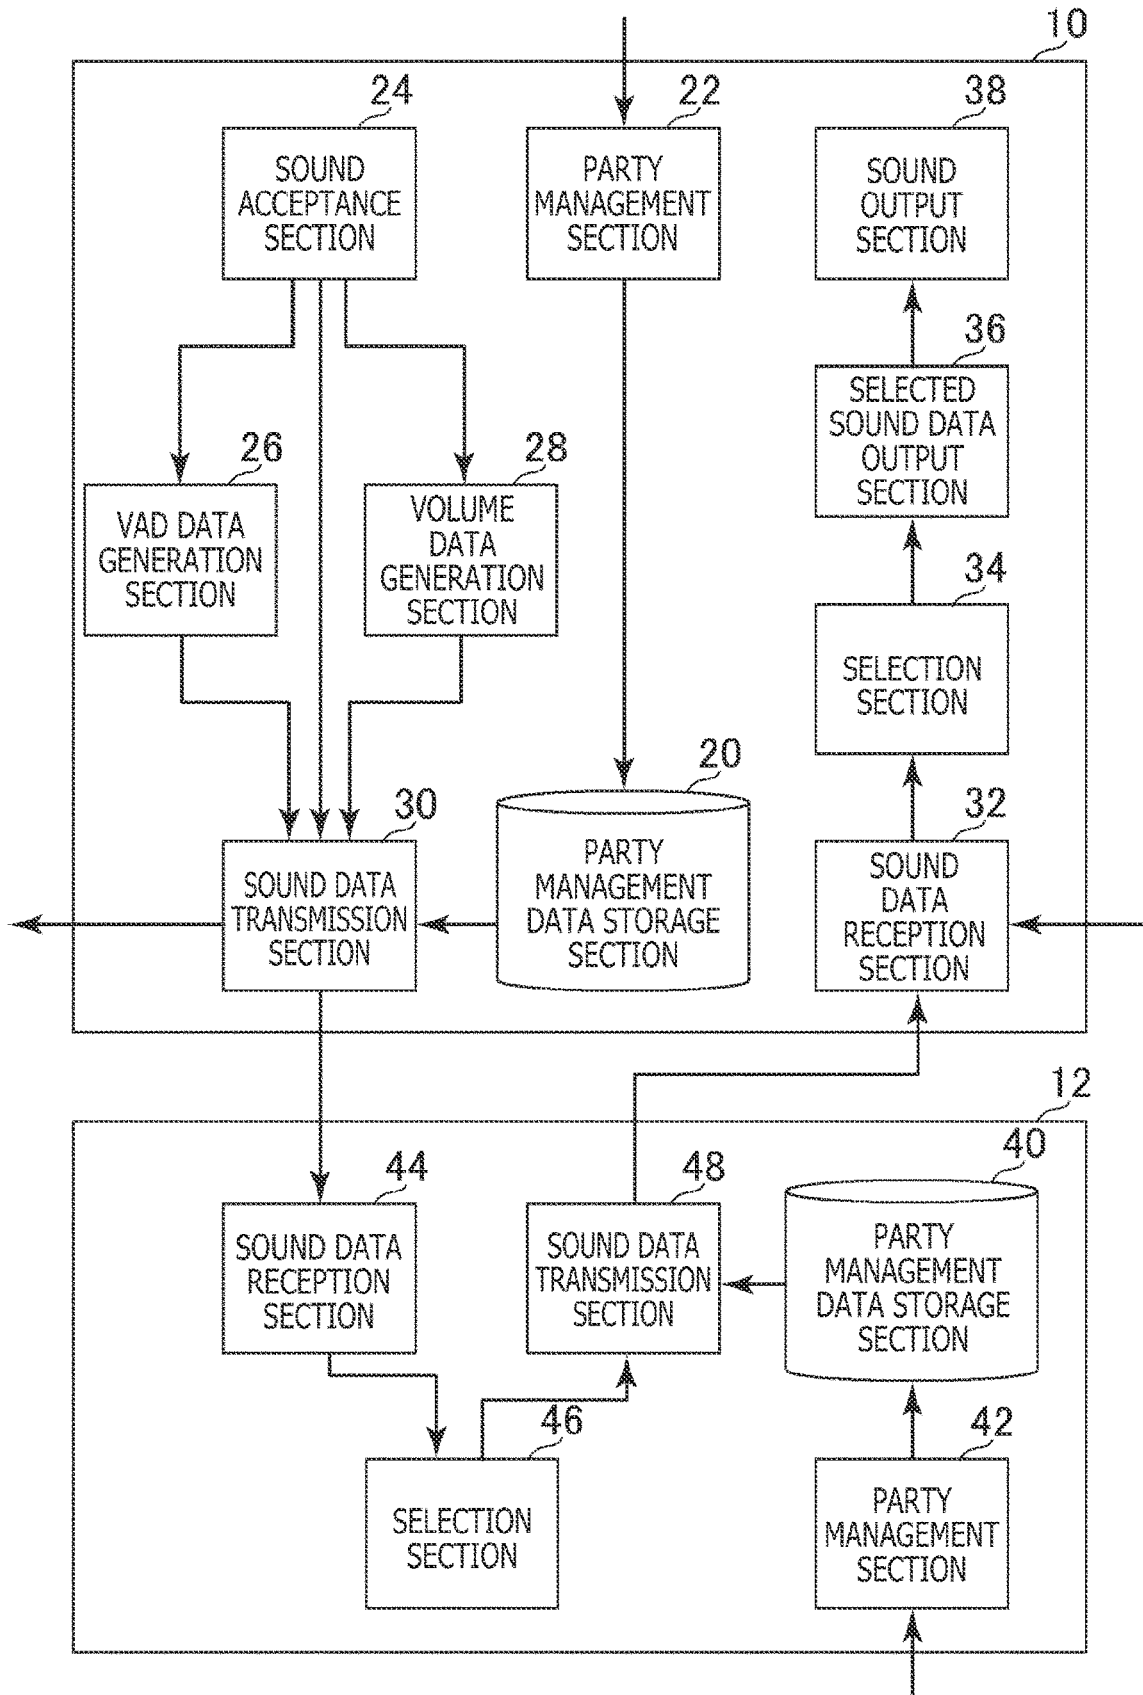 10
24
22
38
SOUND
ACCEPTANCE
SECTION
PARTY
MANAGEMENT
SECTION
SOUND
OUTPUT
SECTION
36
SELECTED
SOUND DATA
OUTPUT
SECTION
26
28
VAD DATA
GENERATION
SECTION
VOLUME
DATA
GENERATION
SECTION
34
SELECTION
SECTION
20
30
32
SOUND DATA
TRANSMISSION
SECTION
PARTY
MANAGEMENT
DATA STORAGE
SECTION
SOUND
DATA
RECEPTION
SECTION
12
44
48
40
SOUND DATA
RECEPTION
SECTION
SOUND DATA
TRANSMISSION
SECTION
PARTY
MANAGEMENT
DATA STORAGE
SECTION
46
42
SELECTION
SECTION
PARTY
MANAGEMENT
SECTION